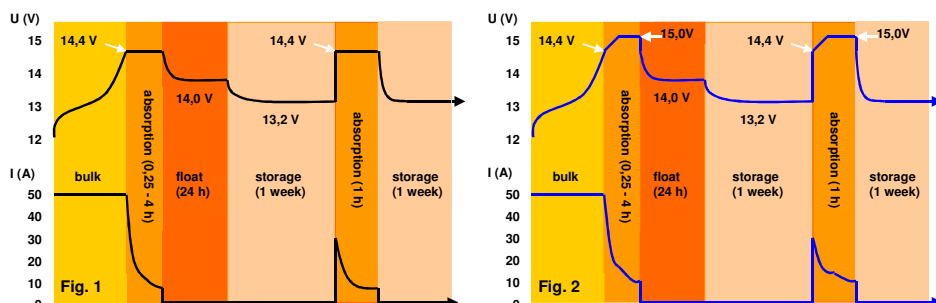 U (V)
15
14
13
12
14,4 V
14,0 V
13,2 V
14,4 V
I (A)
50
40
30
20
10
0
bulk
absorption (0,25 - 4 h)
float
(24 h)
storage
(1 week)
absorption (1 h)
storage
(1 week)
Fig. 1
U (V)
15
14
13
12
14,4 V
15,0V
14,0 V
13,2 V
14,4 V
15,0V
I (A)
50
40
30
20
10
0
bulk
absorption (0,25 - 4 h)
float
(24 h)
storage
(1 week)
absorption (1 h)
storage
(1 week)
Fig. 2